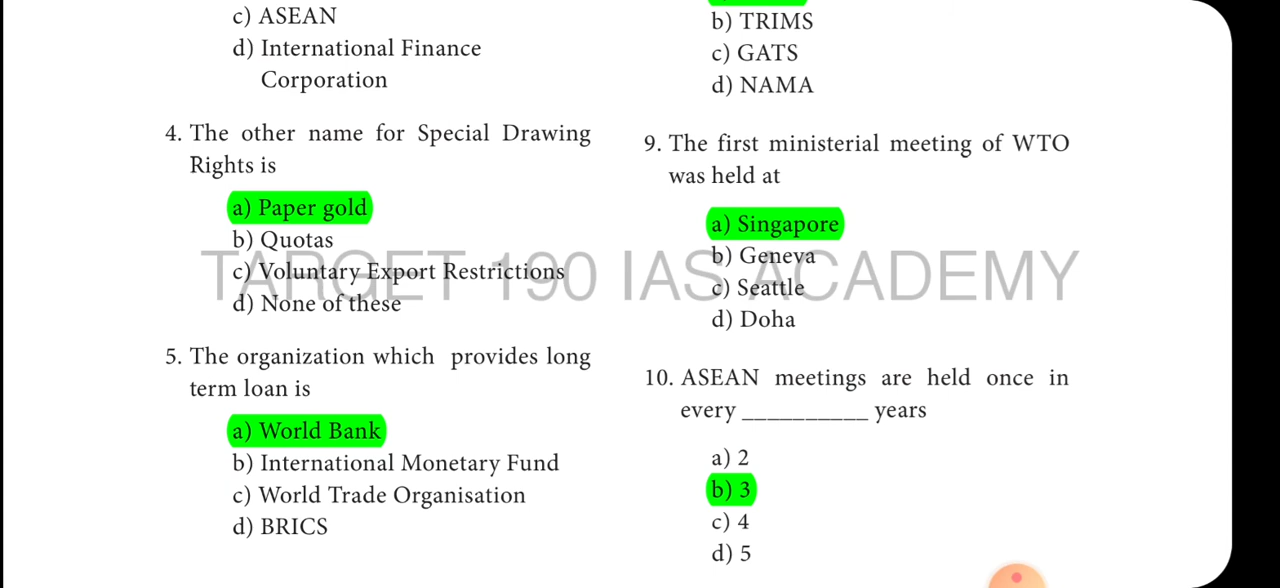 c) ASEAN
d) International Finance
Corporation
4. The other name for Special Drawing
Rights is
a) Paper gold
b) Quotas
c) Voluntary Export Restrictions
d) None of these
5. The organization which provides long
term loan is
a) World Bank
b) International Monetary Fund
c) World Trade Organisation
d) BRICS
b) TRIMS
c) GATS
d) NAMA
9. The first ministerial meeting of WTO
was held at
a) Singapore
b) Geneva
c) Seattle
d) Doha
10. ASEAN meetings are held once in
every __________ years
a) 2
b) 3
c) 4
d) 5
TARGET 190 IAS ACADEMY